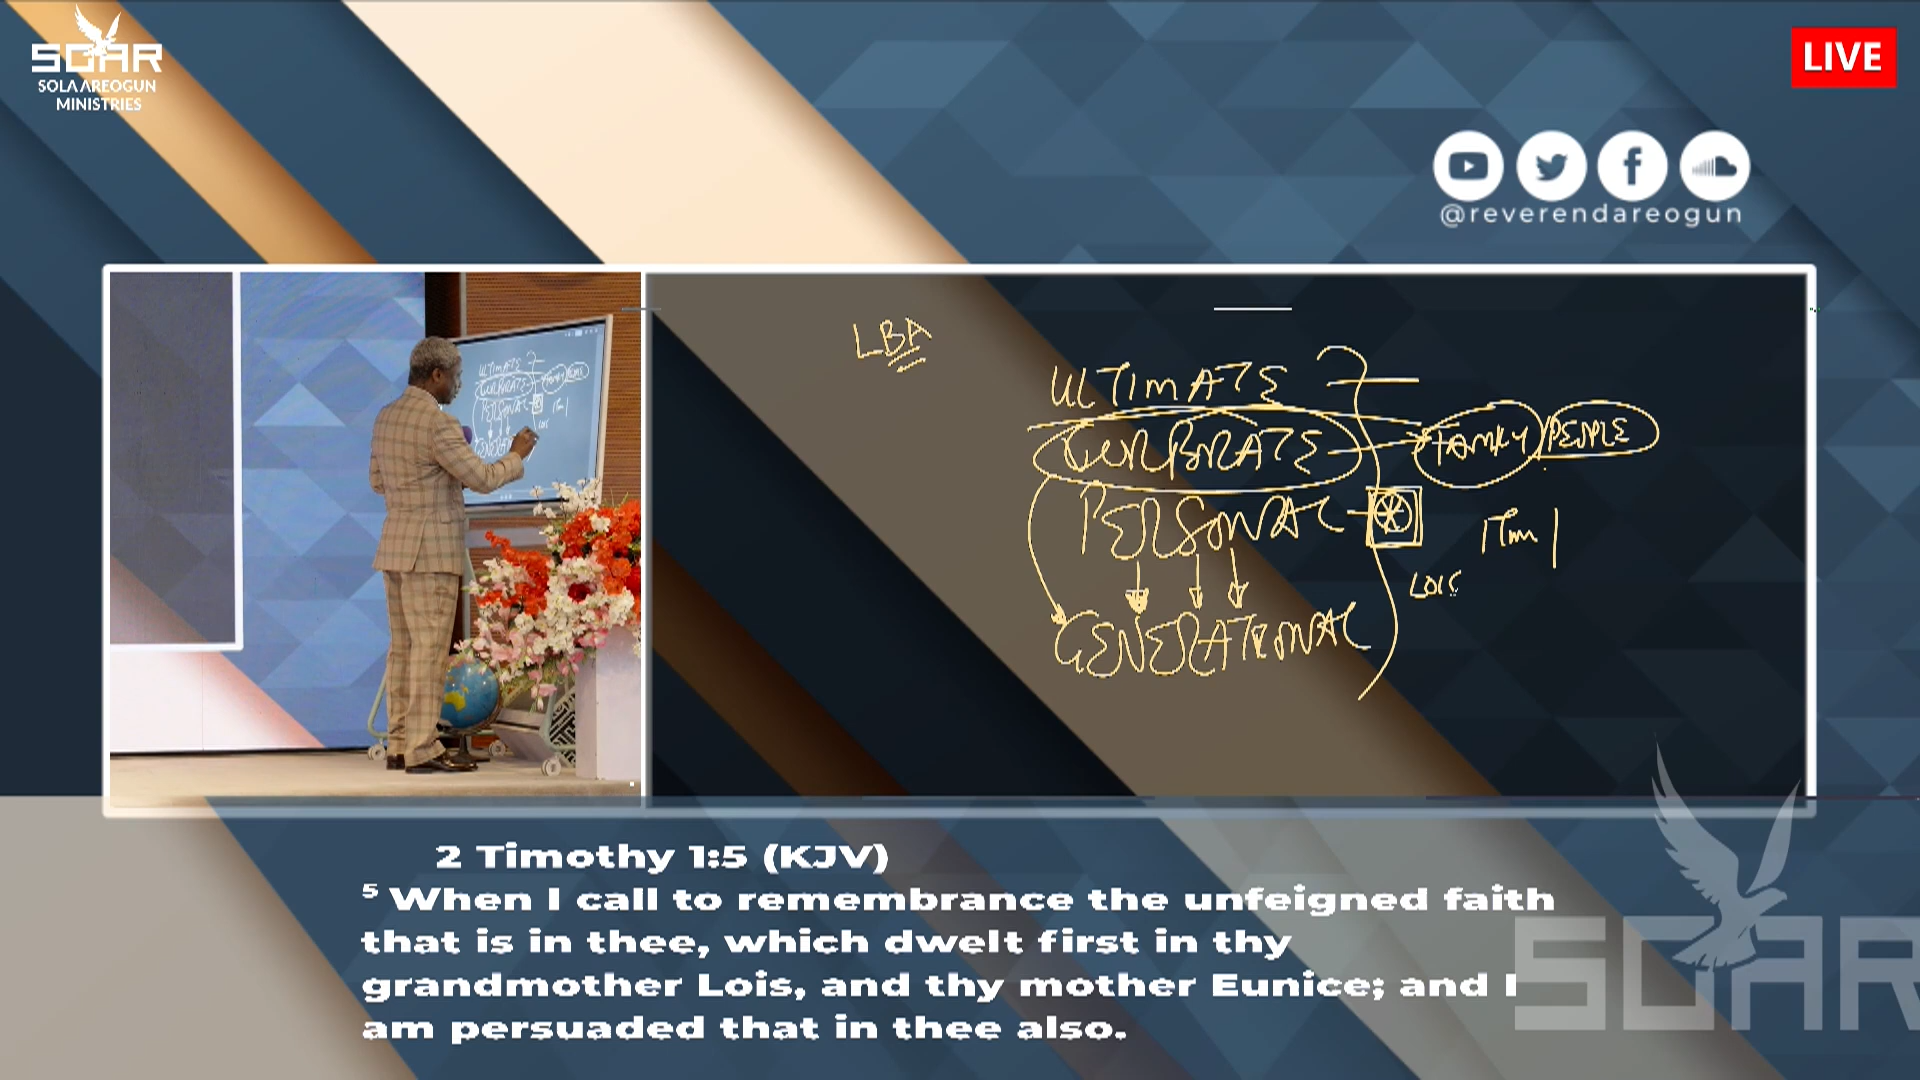 SOAR
SOLA AREOGUN
MINISTRIES
LIVE
@reverendareogun
LBA
ULTIMATE
CORPORATE
FAMILY/PEOPLE
PERSONAL
1Tim 1
LOIS
GENERATIONAL
2 Timothy 1:5 (KJV)
5 When I call to remembrance the unfeigned faith
that is in thee, which dwelt first in thy
grandmother Lois, and thy mother Eunice; and I
am persuaded that in thee also.
SOAR